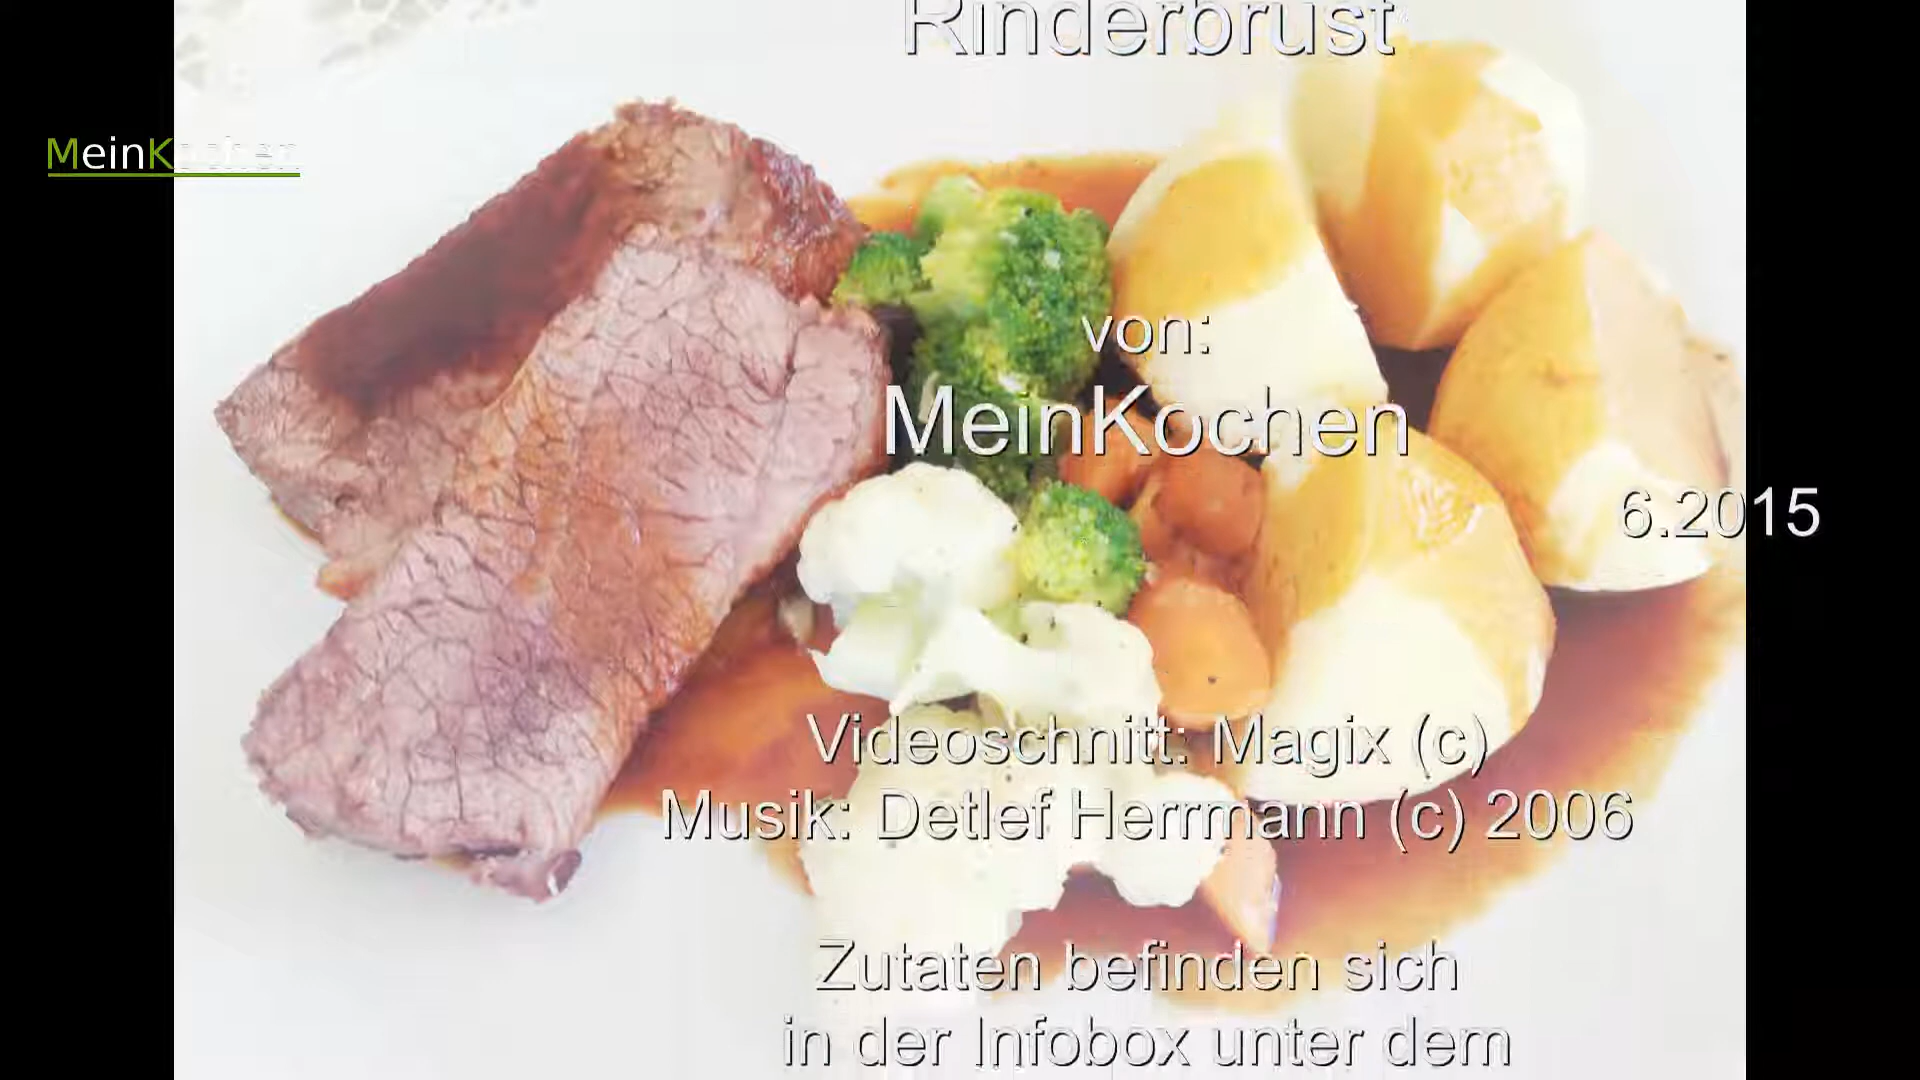 Rinderbrust
MeinKochen
von:
MeinKochen
6.2015
Videoschnitt: Magix (c)
Musik: Detlef Herrmann (c) 2006
Zutaten befinden sich
in der Infobox unter dem